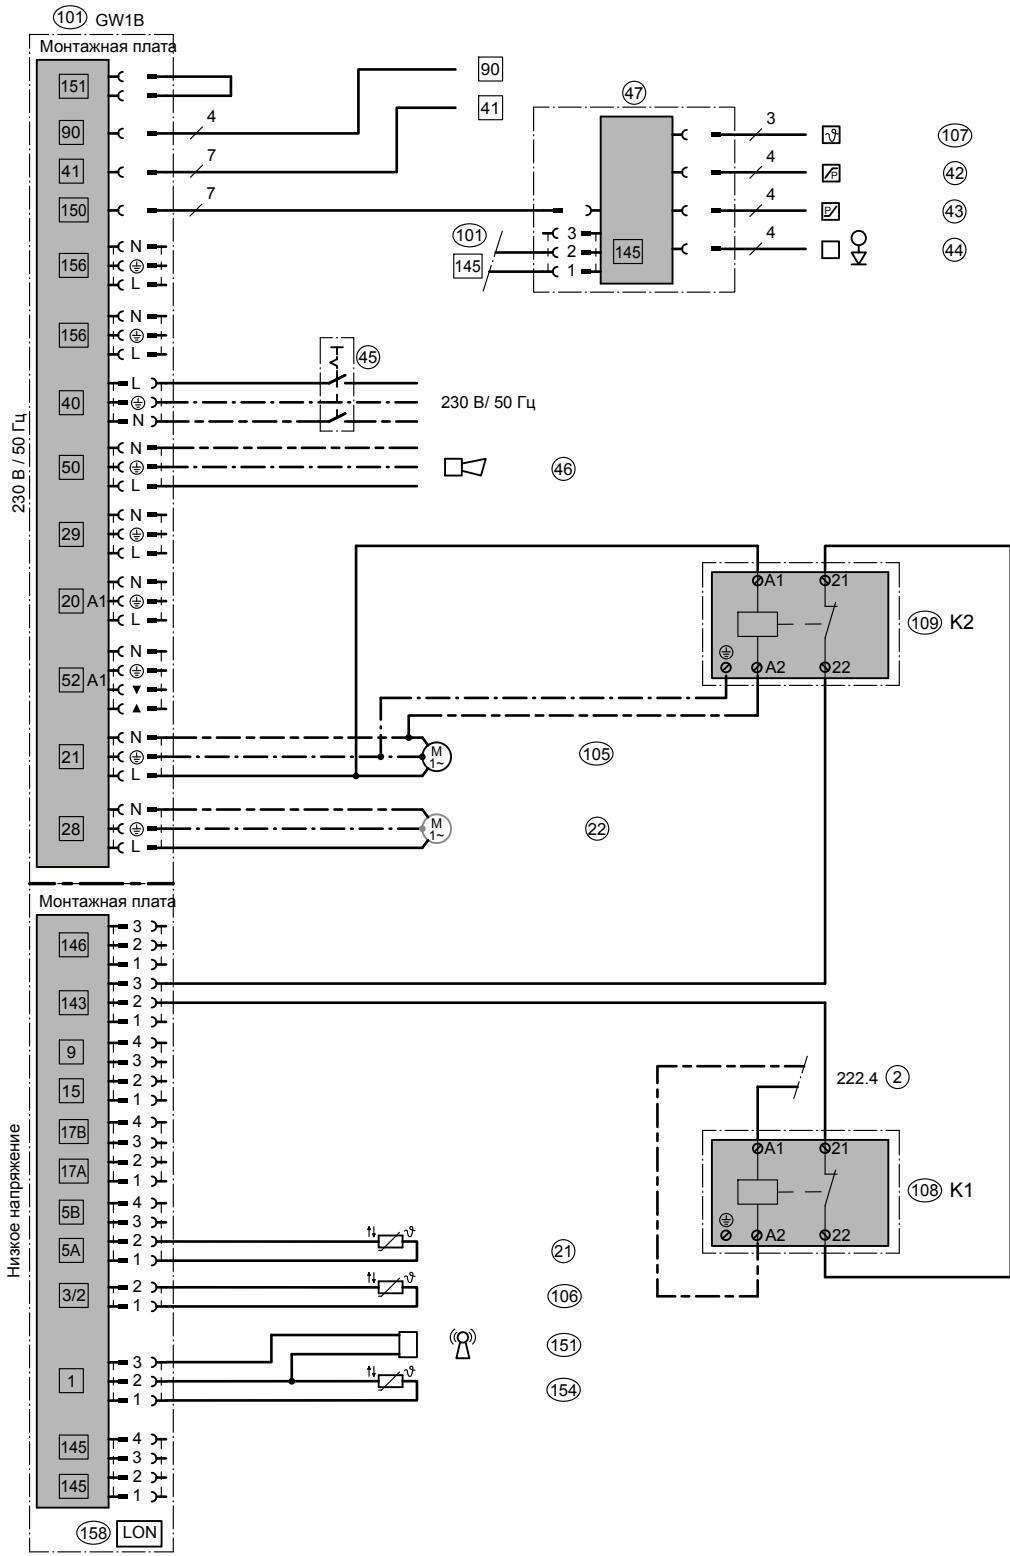 101 GW1B
Монтажная плата
151
90
41
150
156
156
40
50
29
20 A1
52 A1
21
28
230 В / 50 Гц
4
7
7
90
41
47
101
145
3
2
1
145
3
4
4
4
ϑ
P
P
107
42
43
44
N
L
N
L
L
N
N
L
N
L
N
L
N
N
L
N
L
45
230 В/ 50 Гц
46
A1
21
A2
22
109 K2
M
1~
105
M
1~
22
Монтажная плата
146
143
9
15
17B
17A
5B
5A
3/2
1
145
145
Низкое напряжение
3
2
1
3
2
1
4
3
2
1
4
3
2
1
4
3
2
1
2
1
3
2
1
4
3
2
1
222.4 2
A1
21
A2
22
108 K1
ϑ
21
ϑ
106
151
ϑ
154
158 LON